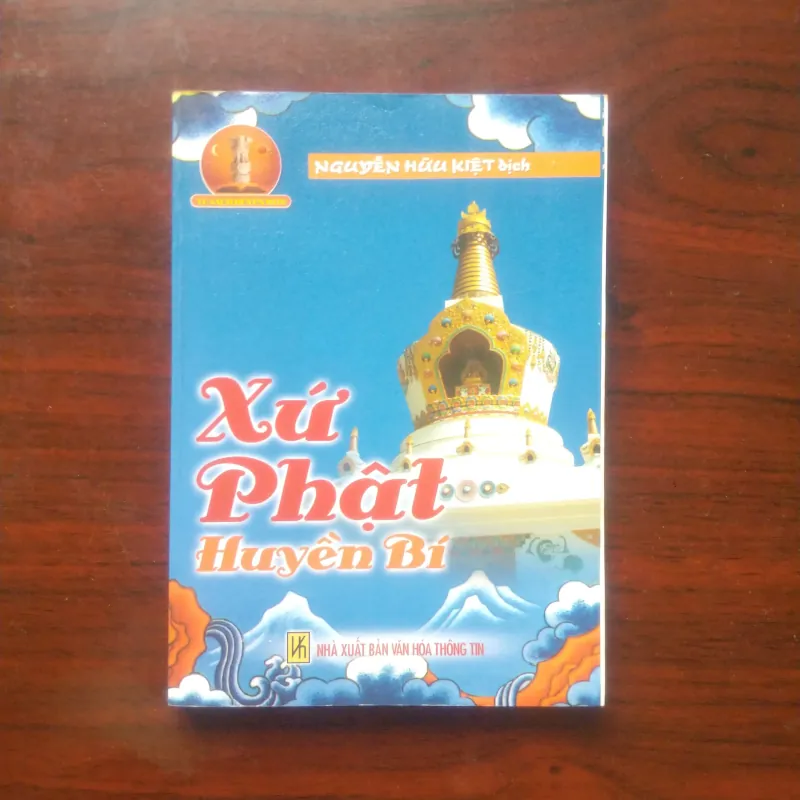 NGUYỄN HỮU KIỆT dịch
Xứ
Phật
Huyền Bí
NHÀ XUẤT BẢN VĂN HÓA THÔNG TIN